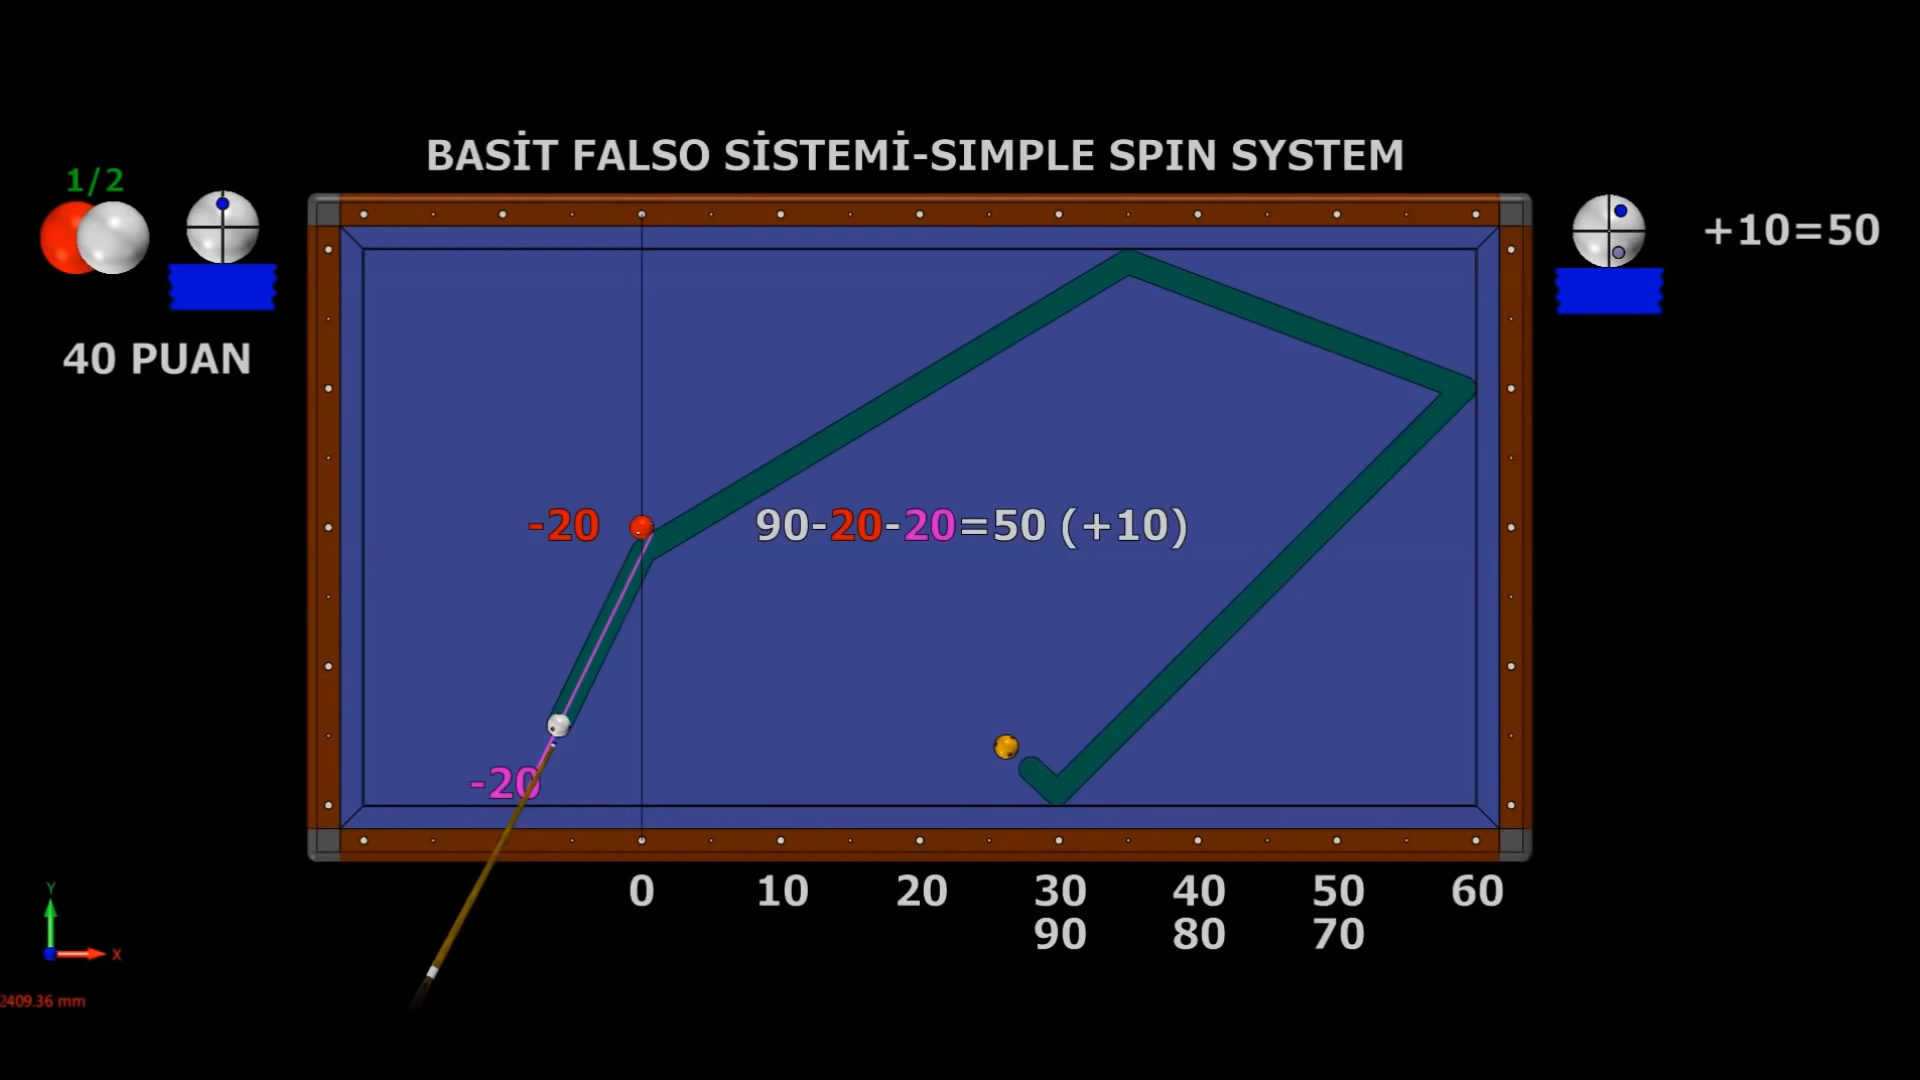 BASİT FALSO SİSTEMİ-SIMPLE SPIN SYSTEM
1/2
+10=50
40 PUAN
-20
90-20-20=50 (+10)
-20
0 10 20 30 40 50 60
90 80 70
Y
X
2409.36 mm